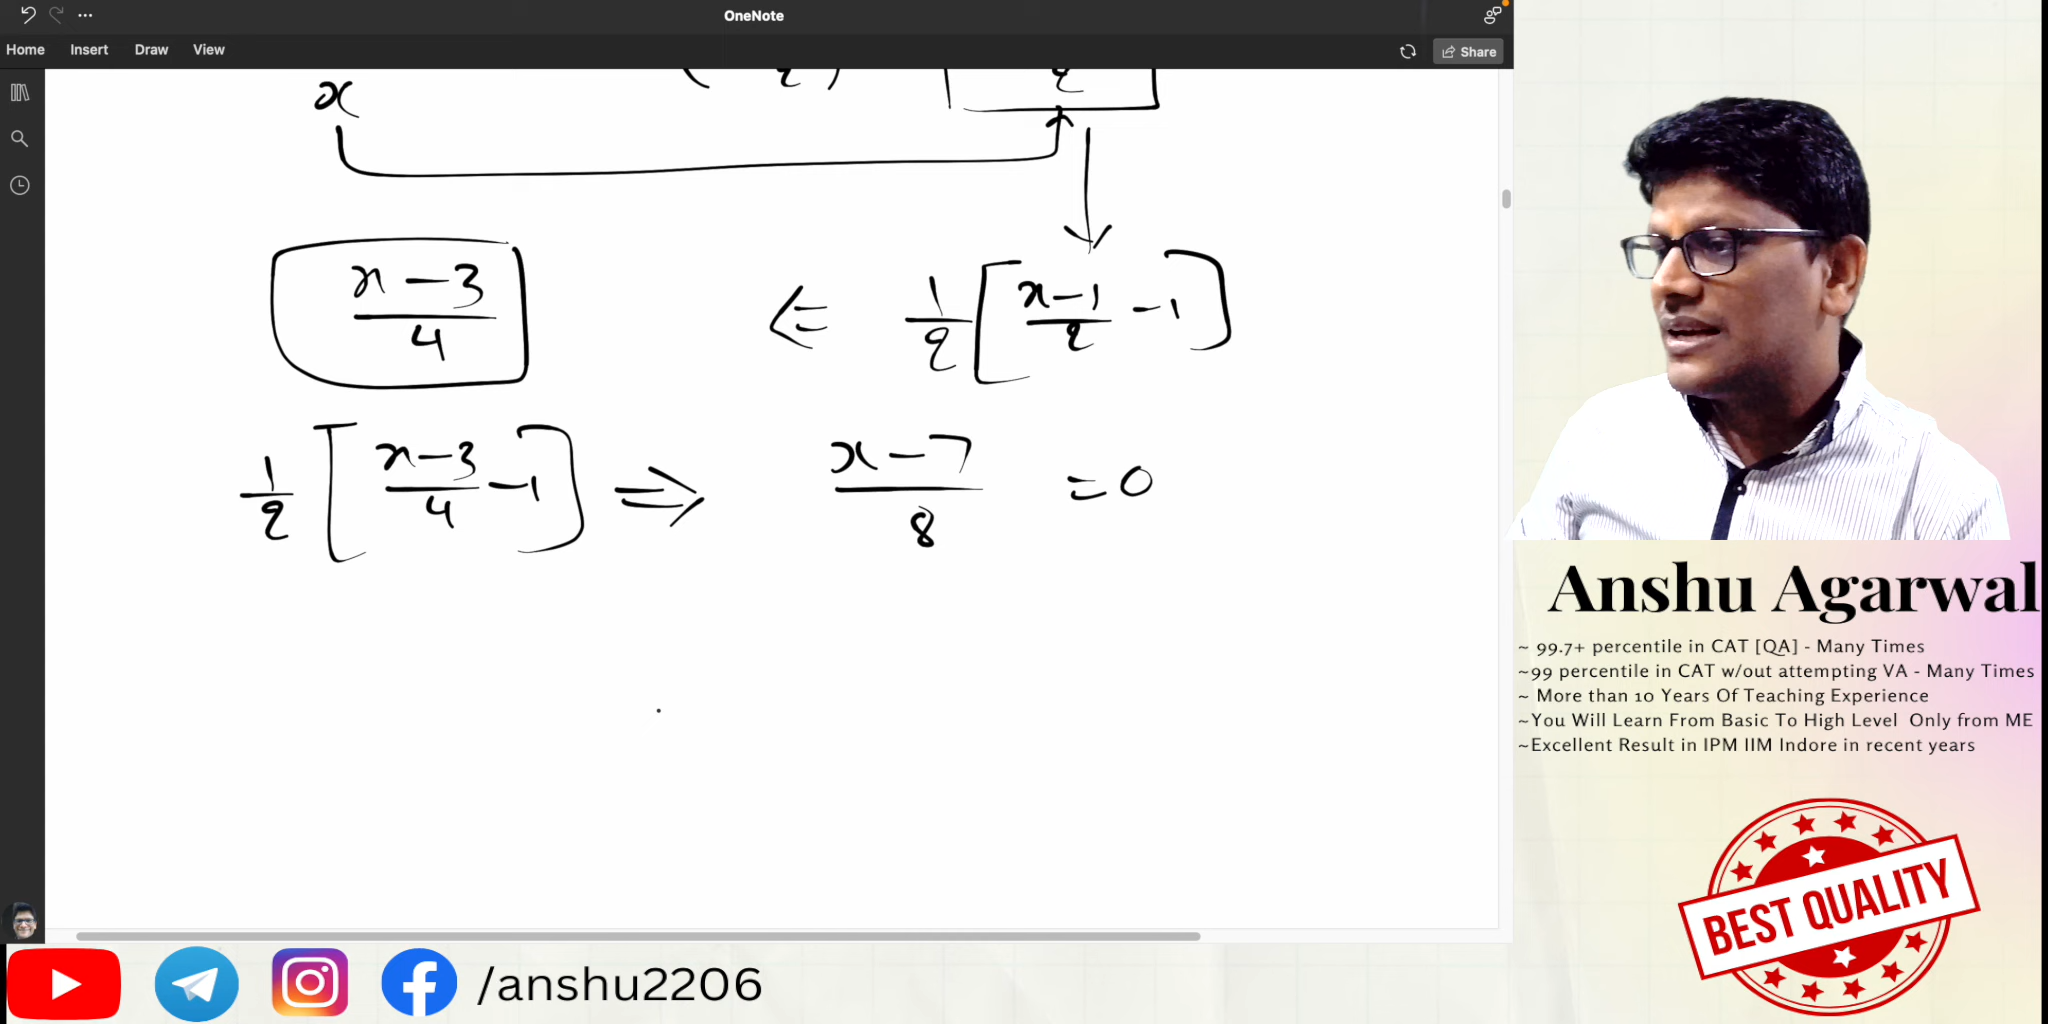 OneNote
Home Insert Draw View Share
x
x-3/4 ⇐ 1/2[x-1/2 -1]
1/2[x-3/4 -1] ⇒ x-7/8 =0
Anshu Agarwal
~ 99.7+ percentile in CAT [QA] - Many Times
~99 percentile in CAT w/out attempting VA - Many Times
~ More than 10 Years Of Teaching Experience
~You Will Learn From Basic To High Level Only from ME
~Excellent Result in IPM IIM Indore in recent years
BEST QUALITY
/anshu2206